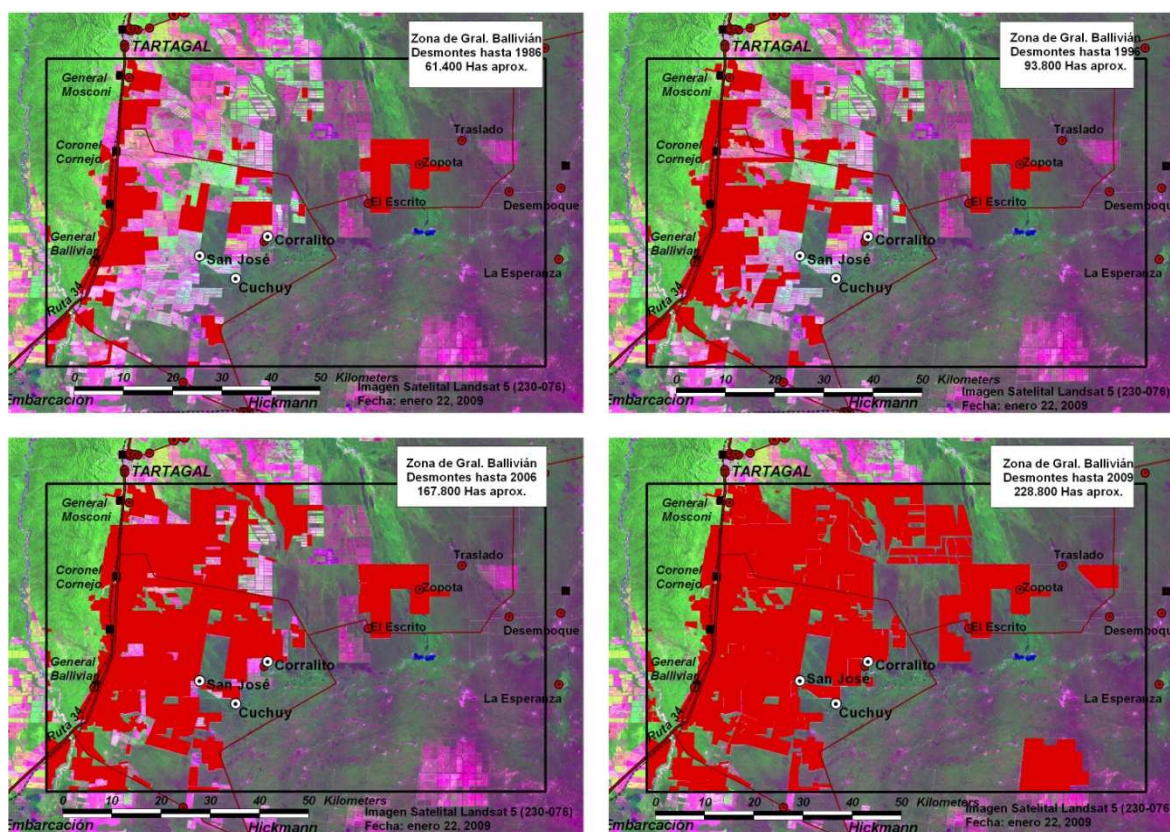 TARTAGAL
Zona de Gral. Ballivián
Desmontes hasta 1986
61.400 Has aprox.
General
Mosconi
Coronel
Cornejo
Traslado
Zopota
El Escrito
Desemboque
General
Ballivian
Corralito
San José
La Esperanza
Cuchuy
Ruta 34
0 10 20 30 40 50 Kilometers
Imagen Satelital Landsat 5 (230-076)
Embarcación
Hickmann
Fecha: enero 22, 2009
TARTAGAL
Zona de Gral. Ballivián
Desmontes hasta 1996
93.800 Has aprox.
General
Mosconi
Coronel
Cornejo
Traslado
Zopota
El Escrito
Desemboque
General
Ballivian
Corralito
San José
La Esperanza
Cuchuy
Ruta 34
0 10 20 30 40 50 Kilometers
Imagen Satelital Landsat 5 (230-076)
Embarcación
Hickmann
Fecha: enero 22, 2009
TARTAGAL
Zona de Gral. Ballivián
Desmontes hasta 2006
167.800 Has aprox.
General
Mosconi
Coronel
Cornejo
Traslado
Zopota
El Escrito
Desemboque
General
Ballivian
Corralito
San José
La Esperanza
Cuchuy
Ruta 34
0 10 20 30 40 50 Kilometers
Imagen Satelital Landsat 5 (230-076)
Embarcación
Hickmann
Fecha: enero 22, 2009
TARTAGAL
Zona de Gral. Ballivián
Desmontes hasta 2009
228.800 Has aprox.
General
Mosconi
Coronel
Cornejo
Traslado
Zopota
El Escrito
Desemboque
General
Ballivian
Corralito
San José
La Esperanza
Cuchuy
Ruta 34
0 10 20 30 40 50 Kilometers
Imagen Satelital Landsat 5 (230-076)
Embarcación
Hickmann
Fecha: enero 22, 2009